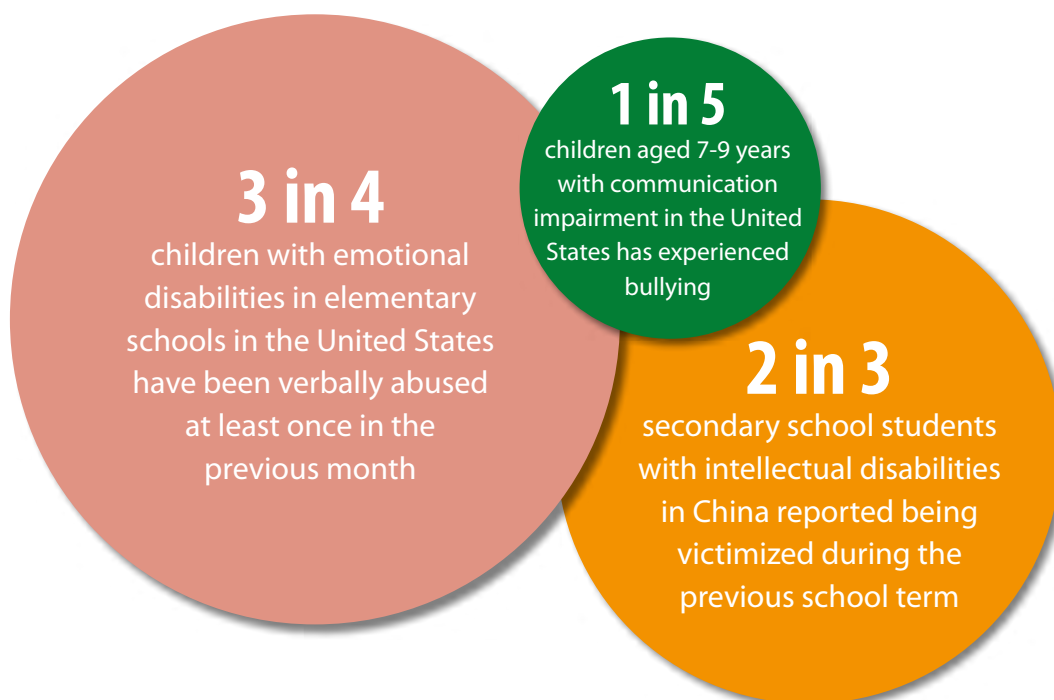 3 in 4
children with emotional
disabilities in elementary
schools in the United States
have been verbally abused
at least once in the
previous month
1 in 5
children aged 7-9 years
with communication
impairment in the United
States has experienced
bullying
2 in 3
secondary school students
with intellectual disabilities
in China reported being
victimized during the
previous school term